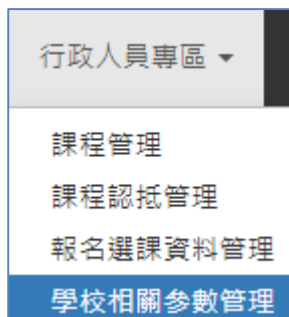 行政人員專區
課程管理
課程認抵管理
報名選課資料管理
學校相關參數管理